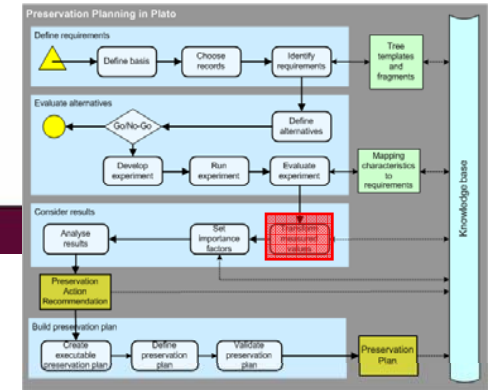 Preservation Planning in Plato
Define requirements
Define basis
Choose
records
Identify
requirements
Tree
templates
and
fragments
Evaluate alternatives
Go/No-Go
Define
alternatives
Develop
experiment
Run
experiment
Evaluate
experiment
Mapping
characteristics
to
requirements
Knowledge base
Consider results
Analyse
results
Set
importance
factors
Transform
measured
values
Preservation
Action
Recommendation
Build preservation plan
Create
executable
preservation plan
Define
preservation
plan
Validate
preservation
plan
Preservation
Plan